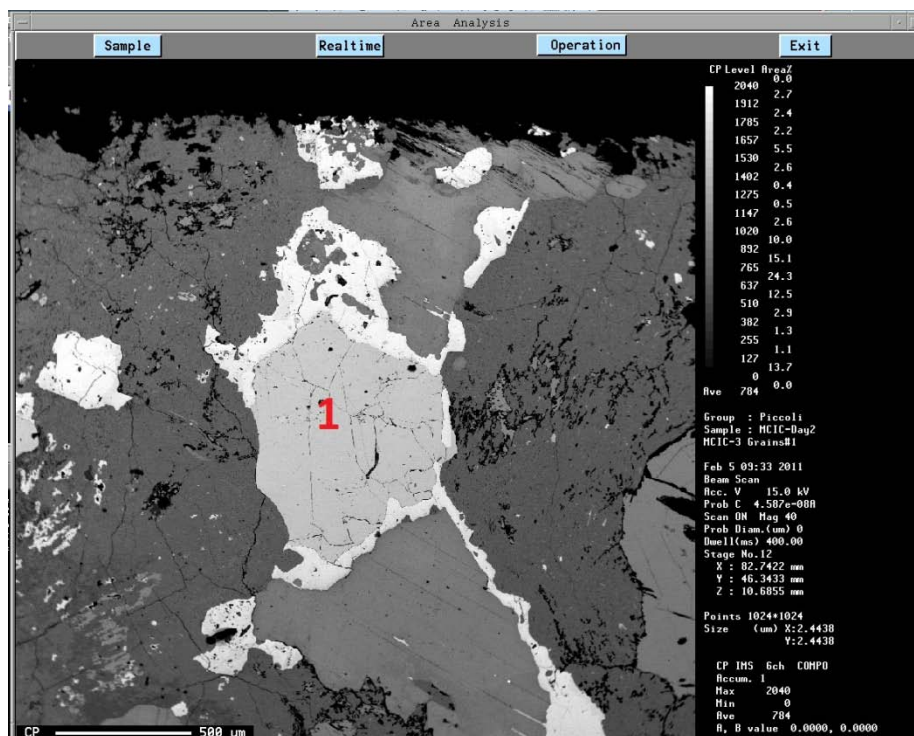 Area Analysis
Sample Realtime Operation Exit
CP Level Area%
0.0
2040
2.7
1912
2.4
1785
2.2
1657
5.5
1530
2.6
1402
0.4
1275
0.5
1147
2.6
1020
10.0
892
15.1
765
24.3
637
12.5
510
2.9
382
1.3
255
1.1
127
13.7
0
0.0
Ave 784
Group : Piccoli
Sample : MCIC-Day2
MCIC-3 Grains#1
Feb 5 09:33 2011
Beam Scan
Acc. V 15.0 kV
Prob C 4.587e-08A
Scan ON Mag 40
Prob Diam.(um) 0
Dwell(ms) 400.00
Stage No.12
X : 82.7422 mm
Y : 46.3433 mm
Z : 10.6855 mm
Points 1024*1024
Size (um) X:2.4438
Y:2.4438
CP IMS 6ch COMPO
Accum. 1
Max 2040
Min 0
Ave 784
A, B value 0.0000, 0.0000
1
CP 500 μm